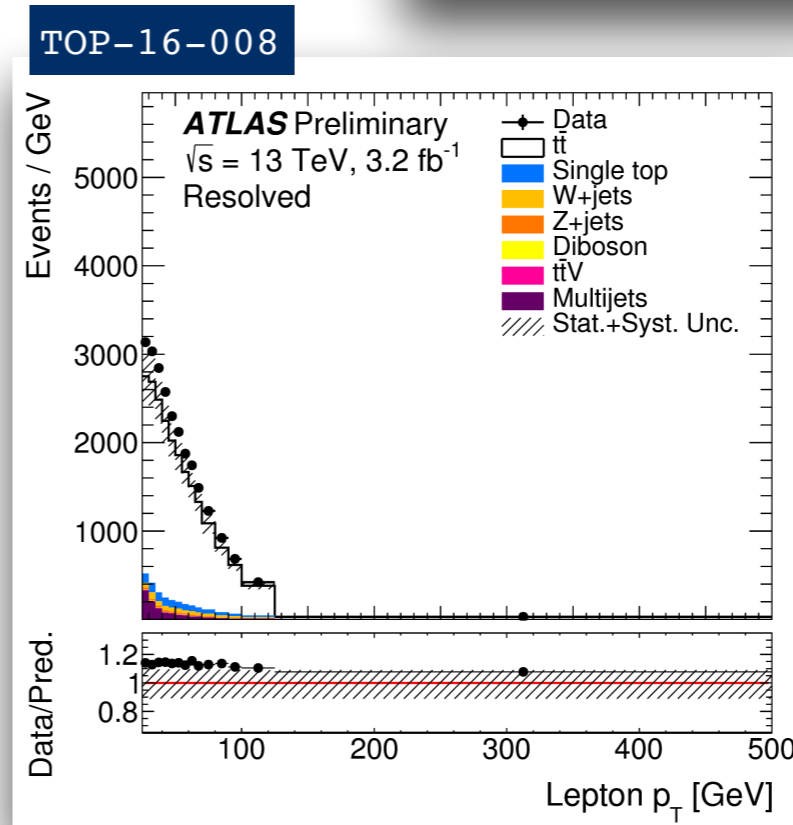 TOP-16-008
Events / GeV
ATLAS Preliminary
√s = 13 TeV, 3.2 fb⁻¹
Resolved
Data
tt̄
Single top
W+jets
Z+jets
Diboson
tt̄V
Multijets
Stat.+Syst. Unc.
5000
4000
3000
2000
1000
Data/Pred.
1.2
1
0.8
100
200
300
400
500
Lepton p_T [GeV]